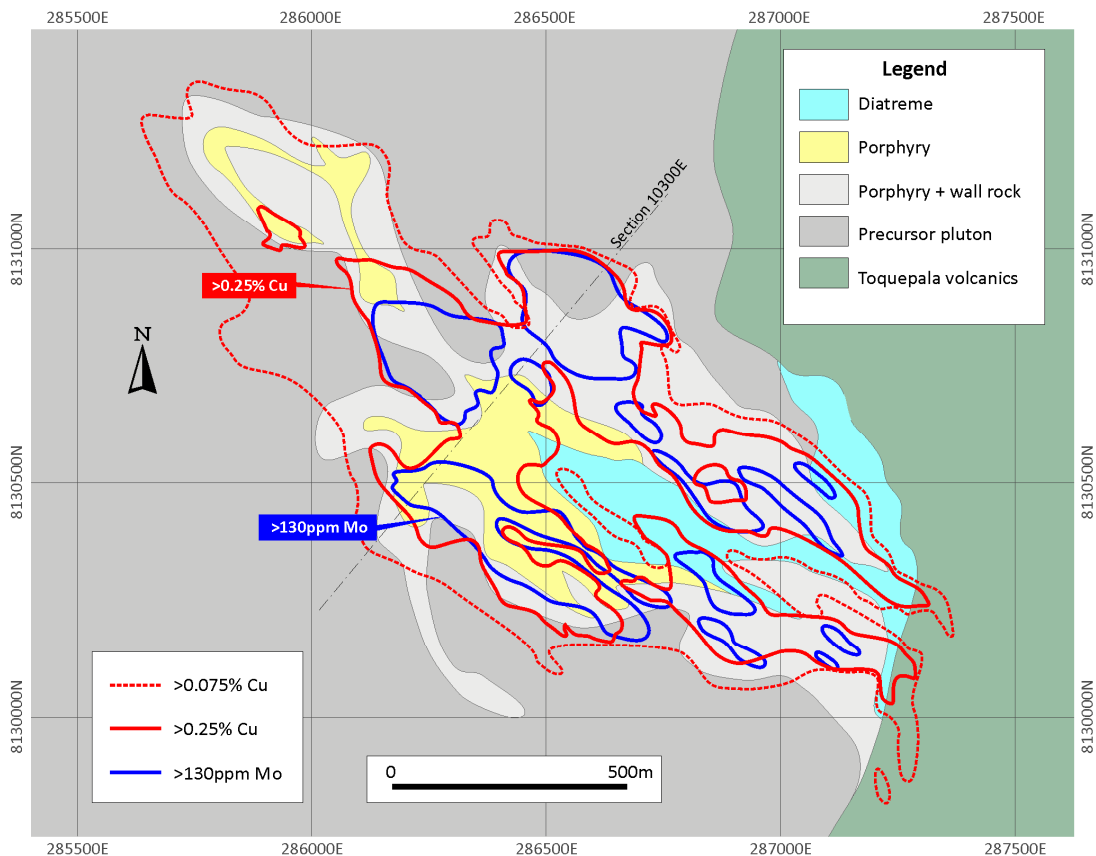 285500E 286000E 286500E 287000E 287500E
Legend
Diatreme
Porphyry
Porphyry + wall rock
Precursor pluton
Toquepala volcanics
Section 10300E
8131000N 8131000N
>0.25% Cu
N
8130500N 8130500N
>130ppm Mo
>0.075% Cu
>0.25% Cu
>130ppm Mo
8130000N 8130000N
0 500m
285500E 286000E 286500E 287000E 287500E